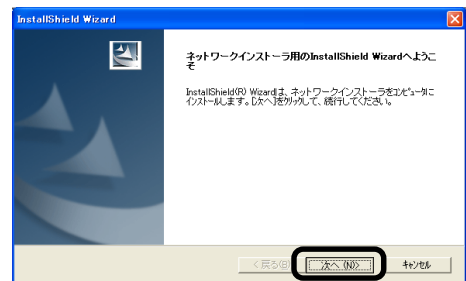 InstallShield Wizard
ネットワークインストーラ用のInstallShield Wizardへようこ
そ
InstallShield(R) Wizardは、ネットワークインストーラをｺﾝﾋﾟｭｰﾀに
ｲﾝｽﾄｰﾙします。[次へ]をｸﾘｯｸして、続行してください。
< 戻る(B) 次へ(N)> ｷｬﾝｾﾙ